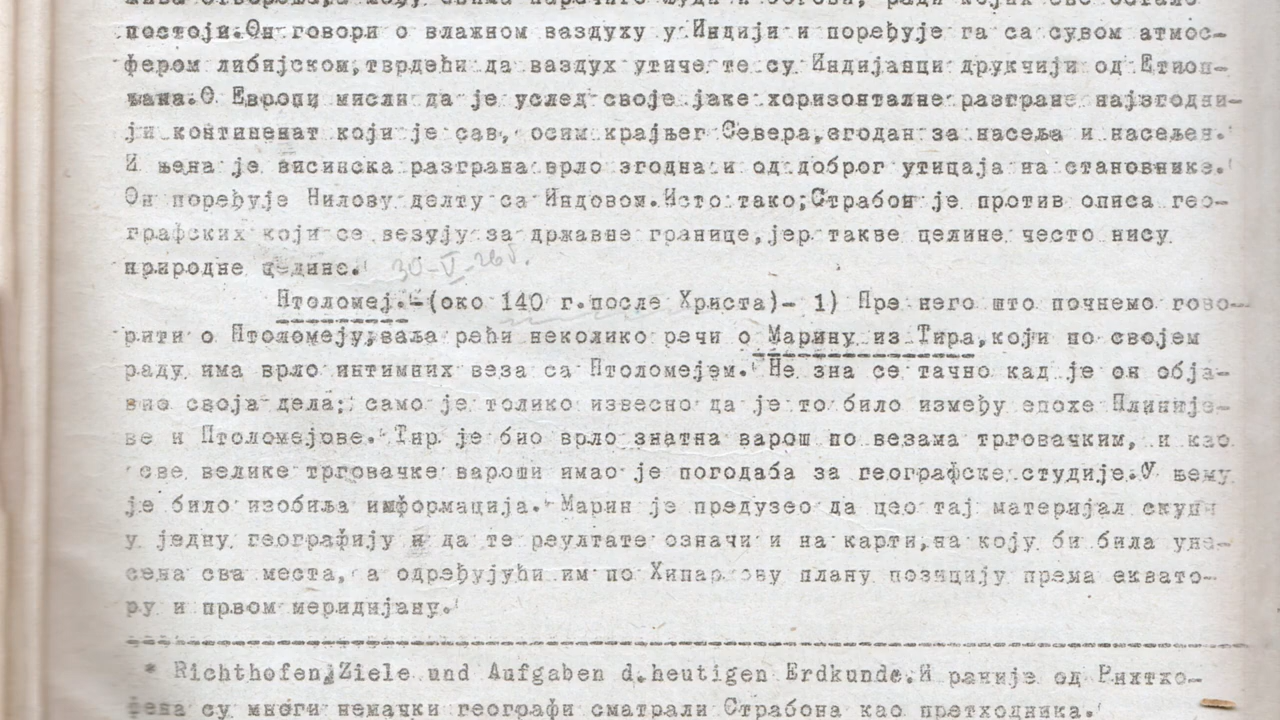 постоји.Он говори о влажном ваздуху у Индији и поређује га са сувом атмос-
фером либијском,тврдећи да ваздух утиче те су Индијанци друкчији од Етиоп-
љана.О Европи мисли да је услед своје јаке хоризонталне разгране најзгодни-
ји континенат који је сав, осим крајњег Севера,згодан за насеља и насељен.
И њена је висинска разграна врло згодна и од доброг утицаја на становнике.
Он поређује Нилову делту са Индовом.Исто тако;Страбон је против описа гео-
графских који се везују за државне границе,јер такве целине често нису
природне целине. 30-V-26
Птоломеј.-(око 140 г.после Христа)- 1) Пре него што почнемо гово-
рити о Птоломеју,ваља рећи неколико речи о Марину из Тира,који по својем
раду има врло интимних веза са Птоломејем. Не зна се тачно кад је он обја-
вио своја дела; само је толико извесно да је то било између епохе Плиније-
ве и Птоломејове. Тир је био врло знатна варош по везама трговачким, и као
све велике трговачке вароши имао је погодаба за географске студије.У њему
је било изобиља информација. Марин је предузео да цео тај материјал скупи
у једну географију и да те реултате означи и на карти,на коју би била уне-
сена сва места, а одређујући им по Хипархову плану позицију према еквато-
ру и првом меридијану.
* Richthofen,Ziele und Aufgaben d.heutigen Erdkunde.И раније од Рихтхо-
фена су многи немачки географи сматрали Страбона као претходника.